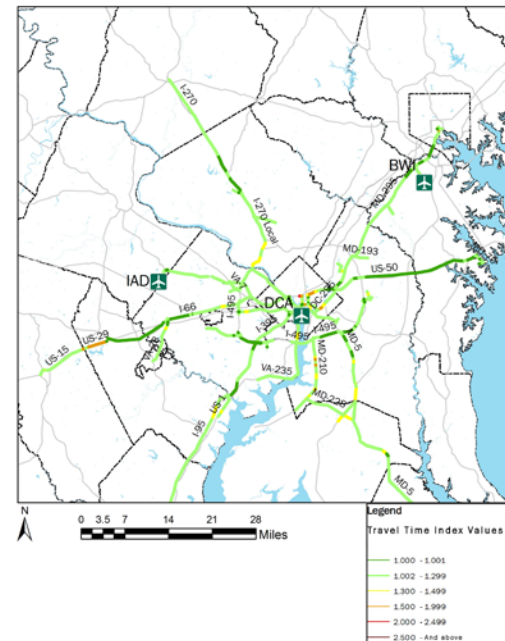 I-270
BWI
I-270 Local
MD-295
MD-193
US-50
IAD
VA-7
I-495
DCA
I-66
I-395
I-495
I-495
MD-5
US-29
US-15
MD-210
VA-235
US-1
MD-228
I-95
MD-5
N
0 3.5 7 14 21 28
Miles
Legend
Travel Time Index Values
1.000 - 1.001
1.002 - 1.299
1.300 - 1.499
1.500 - 1.999
2.000 - 2.499
2.500 - And above